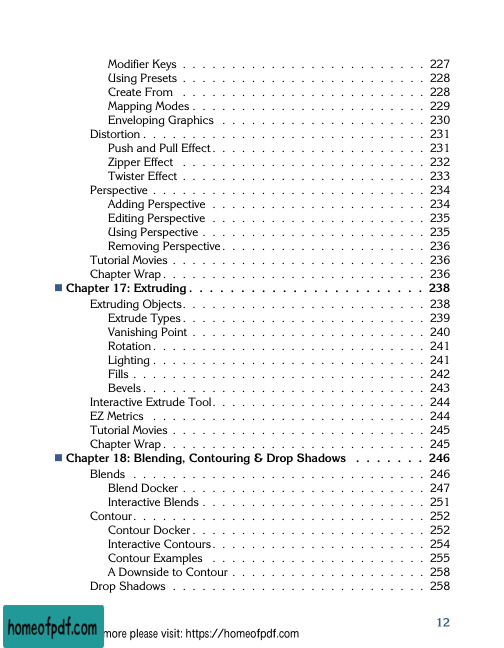 Modifier Keys . . . . . . . . . . . . . . . . . . . . . . . . . 227
Using Presets . . . . . . . . . . . . . . . . . . . . . . . . . 228
Create From . . . . . . . . . . . . . . . . . . . . . . . . . 228
Mapping Modes . . . . . . . . . . . . . . . . . . . . . . . . 229
Enveloping Graphics . . . . . . . . . . . . . . . . . . . . . 230
Distortion . . . . . . . . . . . . . . . . . . . . . . . . . . . . . 231
Push and Pull Effect . . . . . . . . . . . . . . . . . . . . . . 231
Zipper Effect . . . . . . . . . . . . . . . . . . . . . . . . . 232
Twister Effect . . . . . . . . . . . . . . . . . . . . . . . . . 233
Perspective . . . . . . . . . . . . . . . . . . . . . . . . . . . . 234
Adding Perspective . . . . . . . . . . . . . . . . . . . . . . 234
Editing Perspective . . . . . . . . . . . . . . . . . . . . . . 235
Using Perspective . . . . . . . . . . . . . . . . . . . . . . . 235
Removing Perspective . . . . . . . . . . . . . . . . . . . . . 236
Tutorial Movies . . . . . . . . . . . . . . . . . . . . . . . . . . 236
Chapter Wrap . . . . . . . . . . . . . . . . . . . . . . . . . . . 236
■ Chapter 17: Extruding . . . . . . . . . . . . . . . . . . . . . . . 238
Extruding Objects . . . . . . . . . . . . . . . . . . . . . . . . . 238
Extrude Types . . . . . . . . . . . . . . . . . . . . . . . . . 239
Vanishing Point . . . . . . . . . . . . . . . . . . . . . . . . 240
Rotation . . . . . . . . . . . . . . . . . . . . . . . . . . . . 241
Lighting . . . . . . . . . . . . . . . . . . . . . . . . . . . . 241
Fills . . . . . . . . . . . . . . . . . . . . . . . . . . . . . . 242
Bevels . . . . . . . . . . . . . . . . . . . . . . . . . . . . . 243
Interactive Extrude Tool . . . . . . . . . . . . . . . . . . . . . . 244
EZ Metrics . . . . . . . . . . . . . . . . . . . . . . . . . . . . 244
Tutorial Movies . . . . . . . . . . . . . . . . . . . . . . . . . . 245
Chapter Wrap . . . . . . . . . . . . . . . . . . . . . . . . . . . 245
■ Chapter 18: Blending, Contouring & Drop Shadows . . . . . . . 246
Blends . . . . . . . . . . . . . . . . . . . . . . . . . . . . . . 246
Blend Docker . . . . . . . . . . . . . . . . . . . . . . . . . 247
Interactive Blends . . . . . . . . . . . . . . . . . . . . . . . 251
Contour . . . . . . . . . . . . . . . . . . . . . . . . . . . . . . 252
Contour Docker . . . . . . . . . . . . . . . . . . . . . . . . 252
Interactive Contours . . . . . . . . . . . . . . . . . . . . . . 254
Contour Examples . . . . . . . . . . . . . . . . . . . . . . 255
A Downside to Contour . . . . . . . . . . . . . . . . . . . . 258
Drop Shadows . . . . . . . . . . . . . . . . . . . . . . . . . . 258
12
homeofpdf.com
more please visit: https://homeofpdf.com